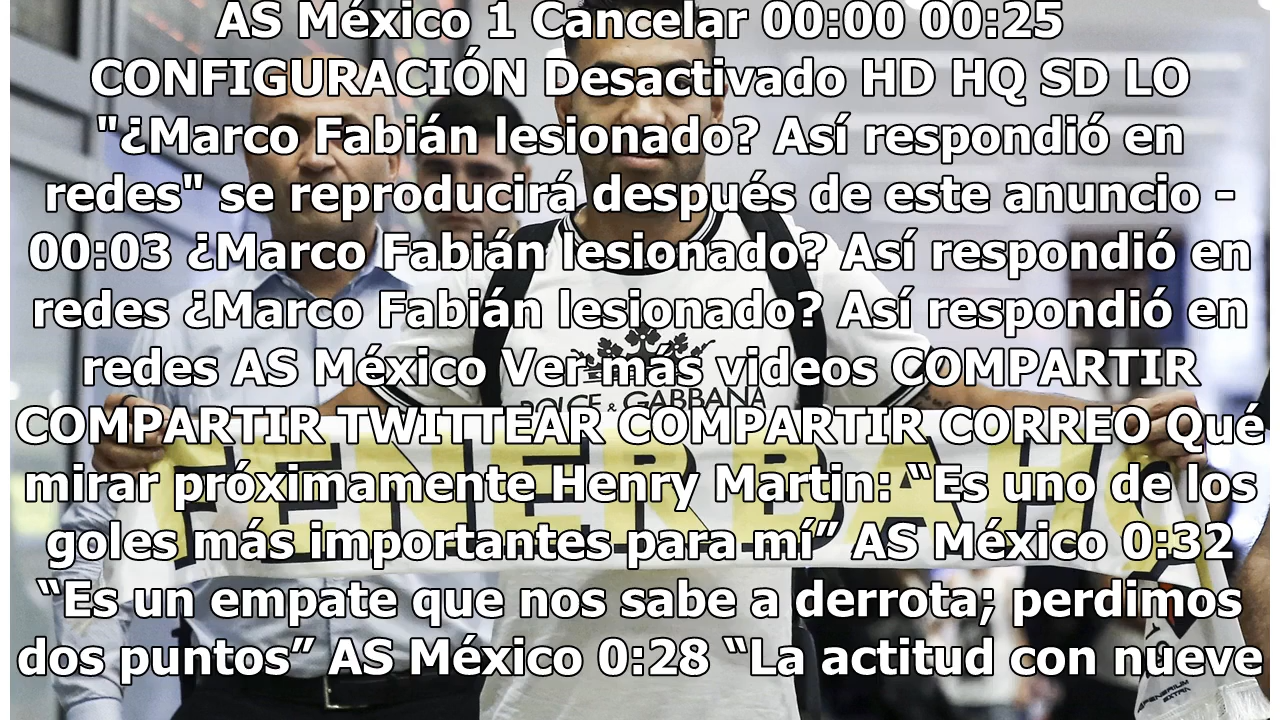 AS México 1 Cancelar 00:00 00:25
CONFIGURACIÓN Desactivado HD HQ SD LO
"¿Marco Fabián lesionado? Así respondió en
redes" se reproducirá después de este anuncio -
00:03 ¿Marco Fabián lesionado? Así respondió en
redes ¿Marco Fabián lesionado? Así respondió en
redes AS México Ver más videos COMPARTIR
COMPARTIR TWITTEAR COMPARTIR CORREO Qué
mirar próximamente Henry Martin: “Es uno de los
goles más importantes para mí” AS México 0:32
“Es un empate que nos sabe a derrota; perdimos
dos puntos” AS México 0:28 “La actitud con nueve
DOLCE & GABBANA
FENERBAHÇ